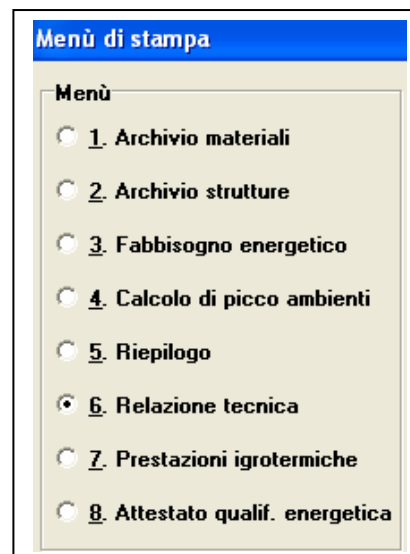 Menù di stampa
Menù
1. Archivio materiali
2. Archivio strutture
3. Fabbisogno energetico
4. Calcolo di picco ambienti
5. Riepilogo
6. Relazione tecnica
7. Prestazioni igrotermiche
8. Attestato qualif. energetica